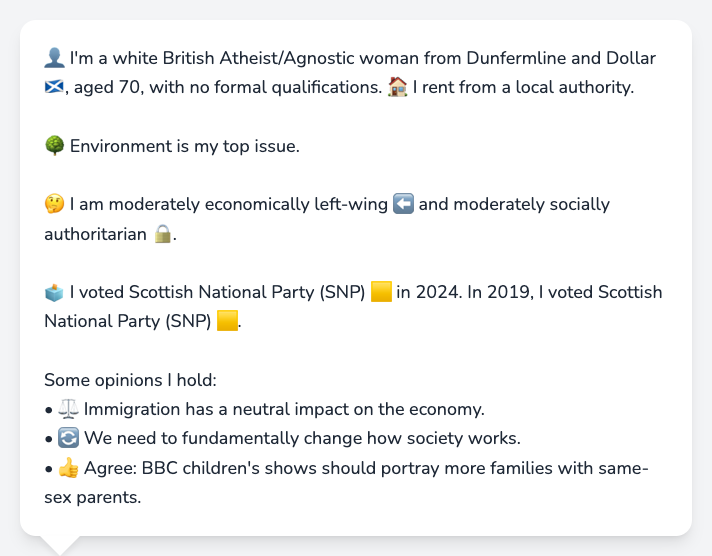 👤 I'm a white British Atheist/Agnostic woman from Dunfermline and Dollar
🏴󠁧󠁢󠁳󠁣󠁴󠁿, aged 70, with no formal qualifications. 🏠 I rent from a local authority.
🌳 Environment is my top issue.
🤔 I am moderately economically left-wing ⬅️ and moderately socially
authoritarian 🔒.
🗳️ I voted Scottish National Party (SNP) 🟨 in 2024. In 2019, I voted Scottish
National Party (SNP) 🟨.
Some opinions I hold:
• ⚖️ Immigration has a neutral impact on the economy.
• 🔄 We need to fundamentally change how society works.
• 👍 Agree: BBC children's shows should portray more families with same-
sex parents.